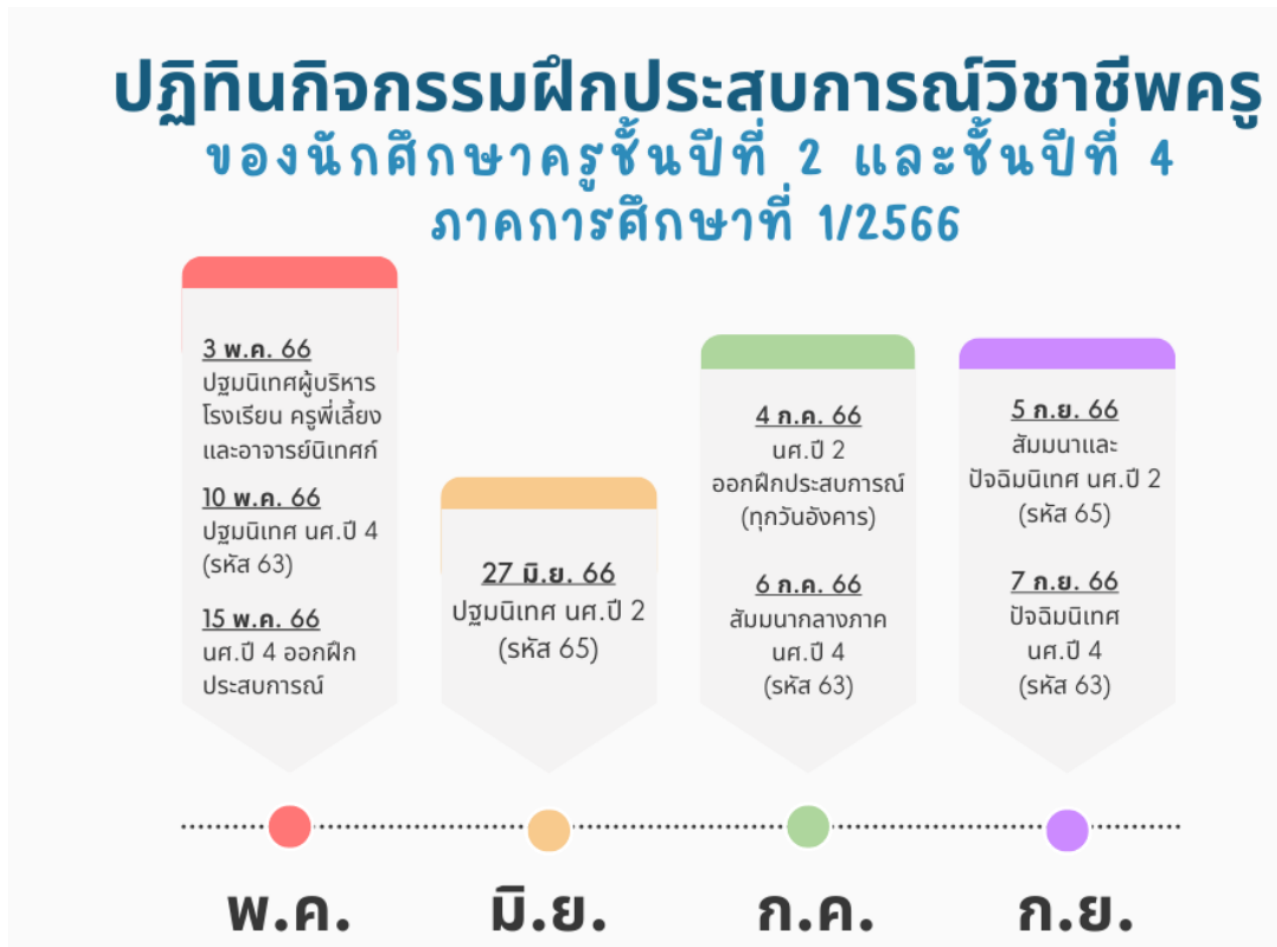 ปฏิทินกิจกรรมฝึกประสบการณ์วิชาชีพครู
ของนักศึกษาครูชั้นปีที่ 2 และชั้นปีที่ 4
ภาคการศึกษาที่ 1/2566
3 พ.ค. 66
ปฐมนิเทศผู้บริหาร
โรงเรียน ครูพี่เลี้ยง
และอาจารย์นิเทศก์
10 พ.ค. 66
ปฐมนิเทศ นศ.ปี 4
(รหัส 63)
15 พ.ค. 66
นศ.ปี 4 ออกฝึก
ประสบการณ์
27 มิ.ย. 66
ปฐมนิเทศ นศ.ปี 2
(รหัส 65)
4 ก.ค. 66
นศ.ปี 2
ออกฝึกประสบการณ์
(ทุกวันอังคาร)
6 ก.ค. 66
สัมมนากลางภาค
นศ.ปี 4
(รหัส 63)
5 ก.ย. 66
สัมมนาและ
ปัจฉิมนิเทศ นศ.ปี 2
(รหัส 65)
7 ก.ย. 66
ปัจฉิมนิเทศ
นศ.ปี 4
(รหัส 63)
พ.ค.
มิ.ย.
ก.ค.
ก.ย.